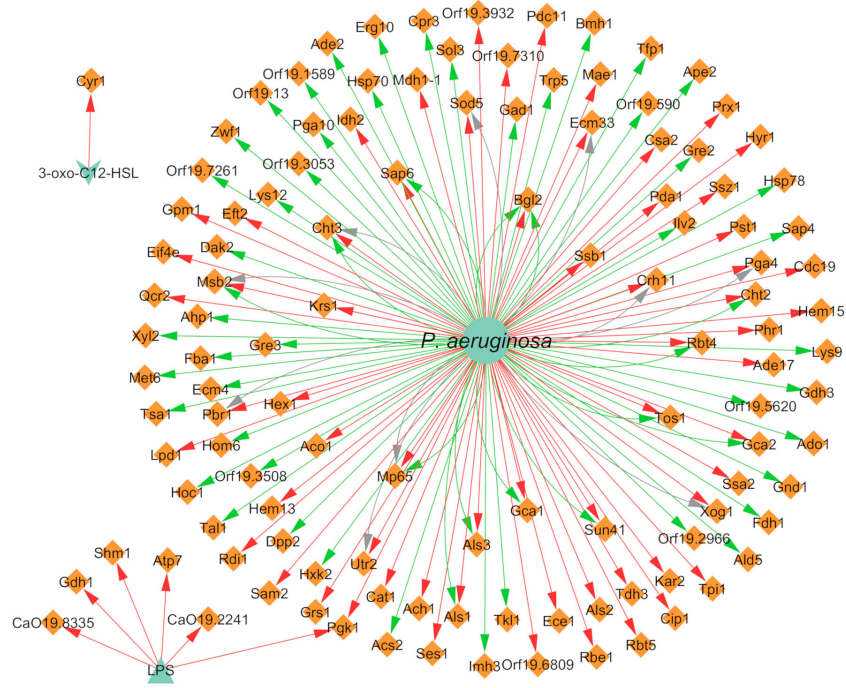 Erg10
Cpr3
Orf19.3932
Pdc11
Bmh1
Ade2
Sol3
Orf19.7310
Tfp1
Cyr1
Orf19.1589
Hsp70
Mdh1-1
Trp5
Mae1
Ape2
Orf19.13
Idh2
Sod5
Gad1
Ecm33
Orf19.590
Prx1
Zwf1
Pga10
Csa2
Gre2
Hyr1
3-oxo-C12-HSL
Orf19.7261
Orf19.3053
Sap6
Hsp78
Lys12
Bgl2
Pda1
Ssz1
Gpm1
Eft2
Cht3
Ilv2
Pst1
Sap4
Eif4e
Dak2
Ssb1
Pga4
Cdc19
Msb2
Crh11
Qcr2
Krs1
Cht2
Ahp1
Hem15
Xyl2
Gre3
P. aeruginosa
Rbt4
Phr1
Fba1
Lys9
Met6
Ecm4
Ade17
Gdh3
Tsa1
Pbr1
Hex1
Orf19.5620
Tos1
Lpd1
Hom6
Aco1
Gca2
Ado1
Hoc1
Orf19.3508
Mp65
Ssa2
Gnd1
Tal1
Hem13
Gca1
Xog1
Fdh1
Shm1
Atp7
Rdi1
Dpp2
Als3
Sun41
Orf19.2966
Ald5
Gdh1
Sam2
Hxk2
Utr2
Kar2
Tpi1
CaO19.8335
CaO19.2241
Grs1
Cat1
Ach1
Als1
Tkl1
Ece1
Als2
Tdh3
Cip1
Pgk1
Acs2
Ses1
Rbe1
Rbt5
LPS
Imh3
Orf19.6809